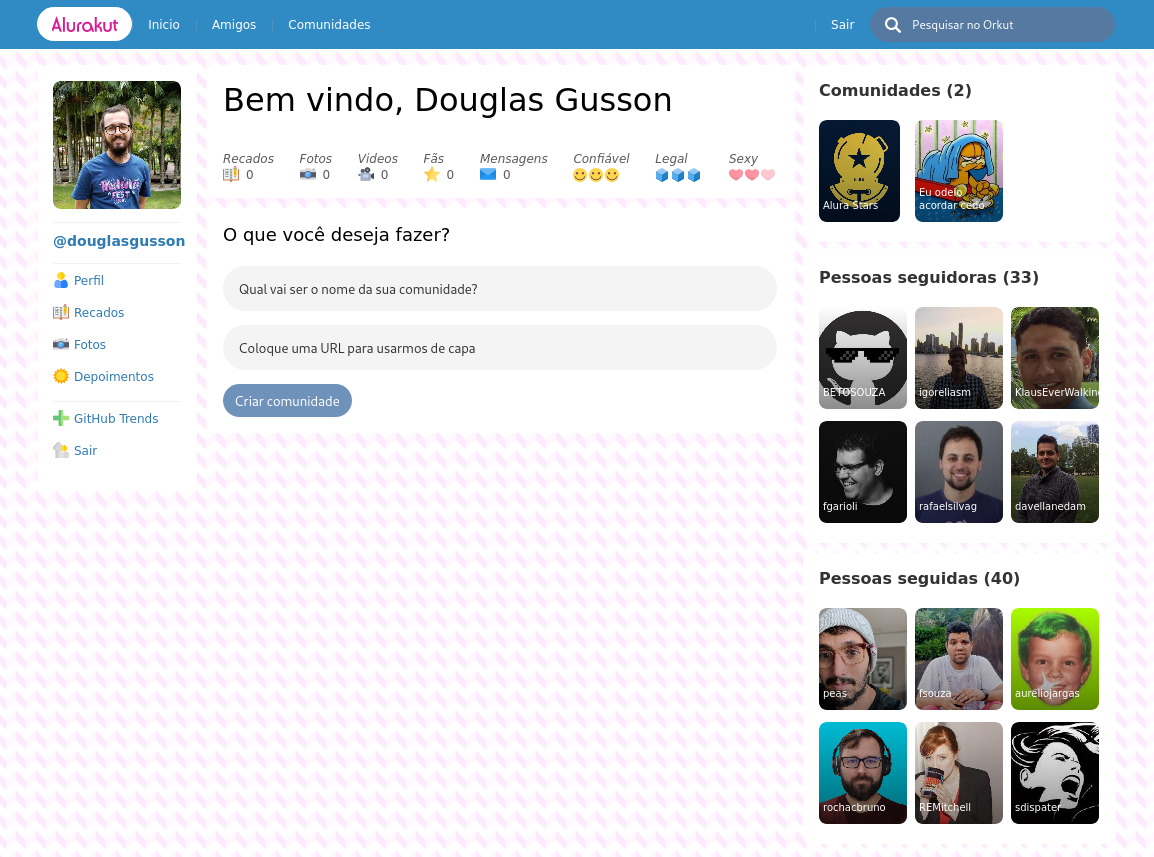 Alurakut
Inicio
Amigos
Comunidades
Sair
Pesquisar no Orkut
@douglasgusson
Perfil
Recados
Fotos
Depoimentos
GitHub Trends
Sair
Bem vindo, Douglas Gusson
Recados
0
Fotos
0
Videos
0
Fãs
0
Mensagens
0
Confiável
Legal
Sexy
O que você deseja fazer?
Qual vai ser o nome da sua comunidade?
Coloque uma URL para usarmos de capa
Criar comunidade
Comunidades (2)
Alura Stars
Eu odeio
acordar cedo
Pessoas seguidoras (33)
BETOSOUZA
igoreliasm
KlausEverWalking
fgarioli
rafaelsilvag
davellanedam
Pessoas seguidas (40)
peas
fsouza
aureliojargas
rochacbruno
REMitchell
sdispater